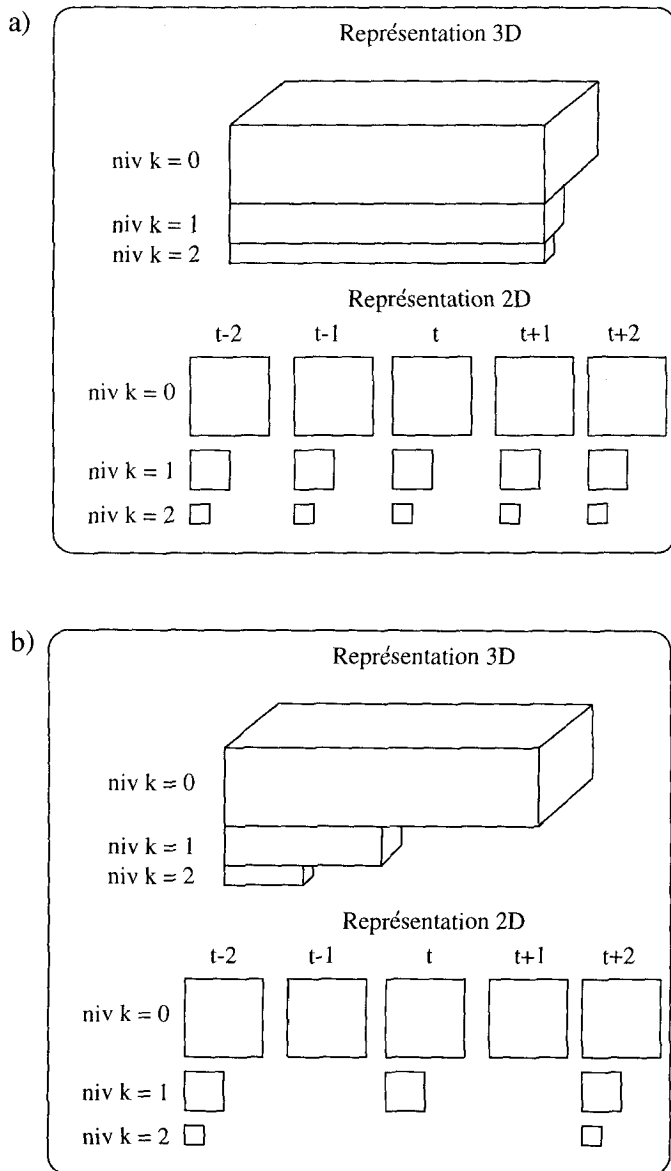 a)
Représentation 3D
niv k = 0
niv k = 1
niv k = 2
Représentation 2D
t-2 t-1 t t+1 t+2
niv k = 0
niv k = 1
niv k = 2
b)
Représentation 3D
niv k = 0
niv k = 1
niv k = 2
Représentation 2D
t-2 t-1 t t+1 t+2
niv k = 0
niv k = 1
niv k = 2